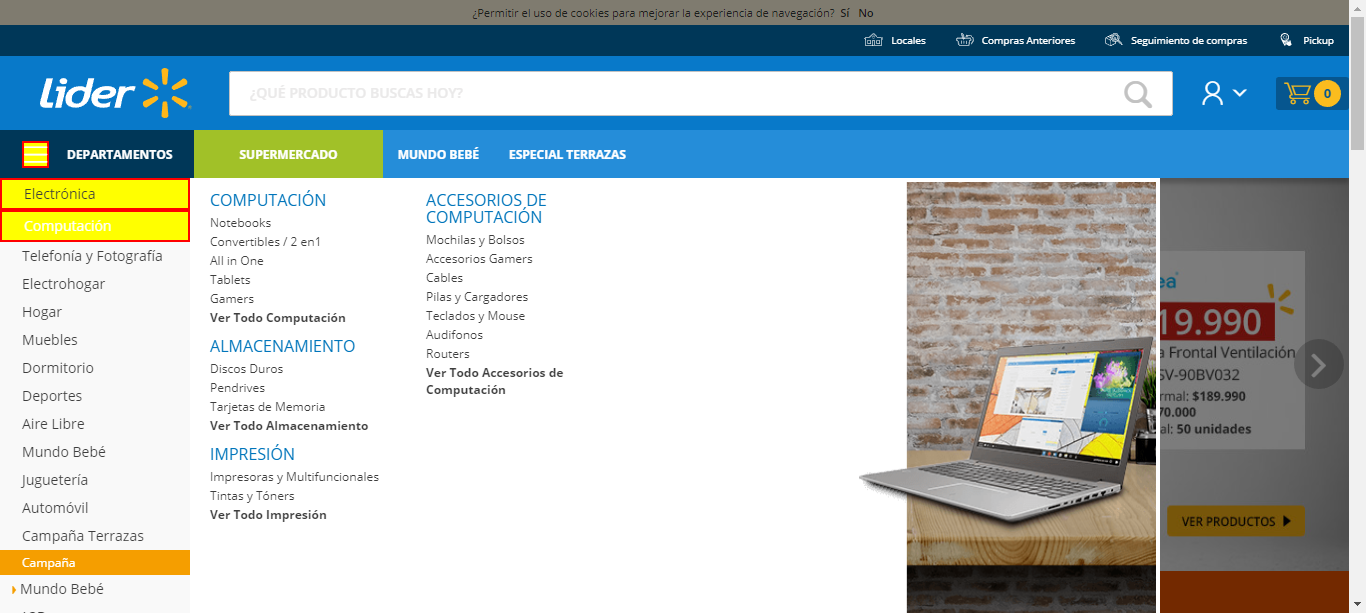 ¿Permitir el uso de cookies para mejorar la experiencia de navegación? Sí No
Locales Compras Anteriores Seguimiento de compras Pickup
lider
¿QUÉ PRODUCTO BUSCAS HOY?
0
DEPARTAMENTOS SUPERMERCADO MUNDO BEBÉ ESPECIAL TERRAZAS
Electrónica
Computación
Telefonía y Fotografía
Electrohogar
Hogar
Muebles
Dormitorio
Deportes
Aire Libre
Mundo Bebé
Juguetería
Automóvil
Campaña Terrazas
Campaña
Mundo Bebé
COMPUTACIÓN
Notebooks
Convertibles / 2 en1
All in One
Tablets
Gamers
Ver Todo Computación
ALMACENAMIENTO
Discos Duros
Pendrives
Tarjetas de Memoria
Ver Todo Almacenamiento
IMPRESIÓN
Impresoras y Multifuncionales
Tintas y Tóners
Ver Todo Impresión
ACCESORIOS DE
COMPUTACIÓN
Mochilas y Bolsos
Accesorios Gamers
Cables
Pilas y Cargadores
Teclados y Mouse
Audifonos
Routers
Ver Todo Accesorios de
Computación
ea
19.990
a Frontal Ventilación
SV-90BV032
rmal: $189.990
70.000
al: 50 unidades
VER PRODUCTOS